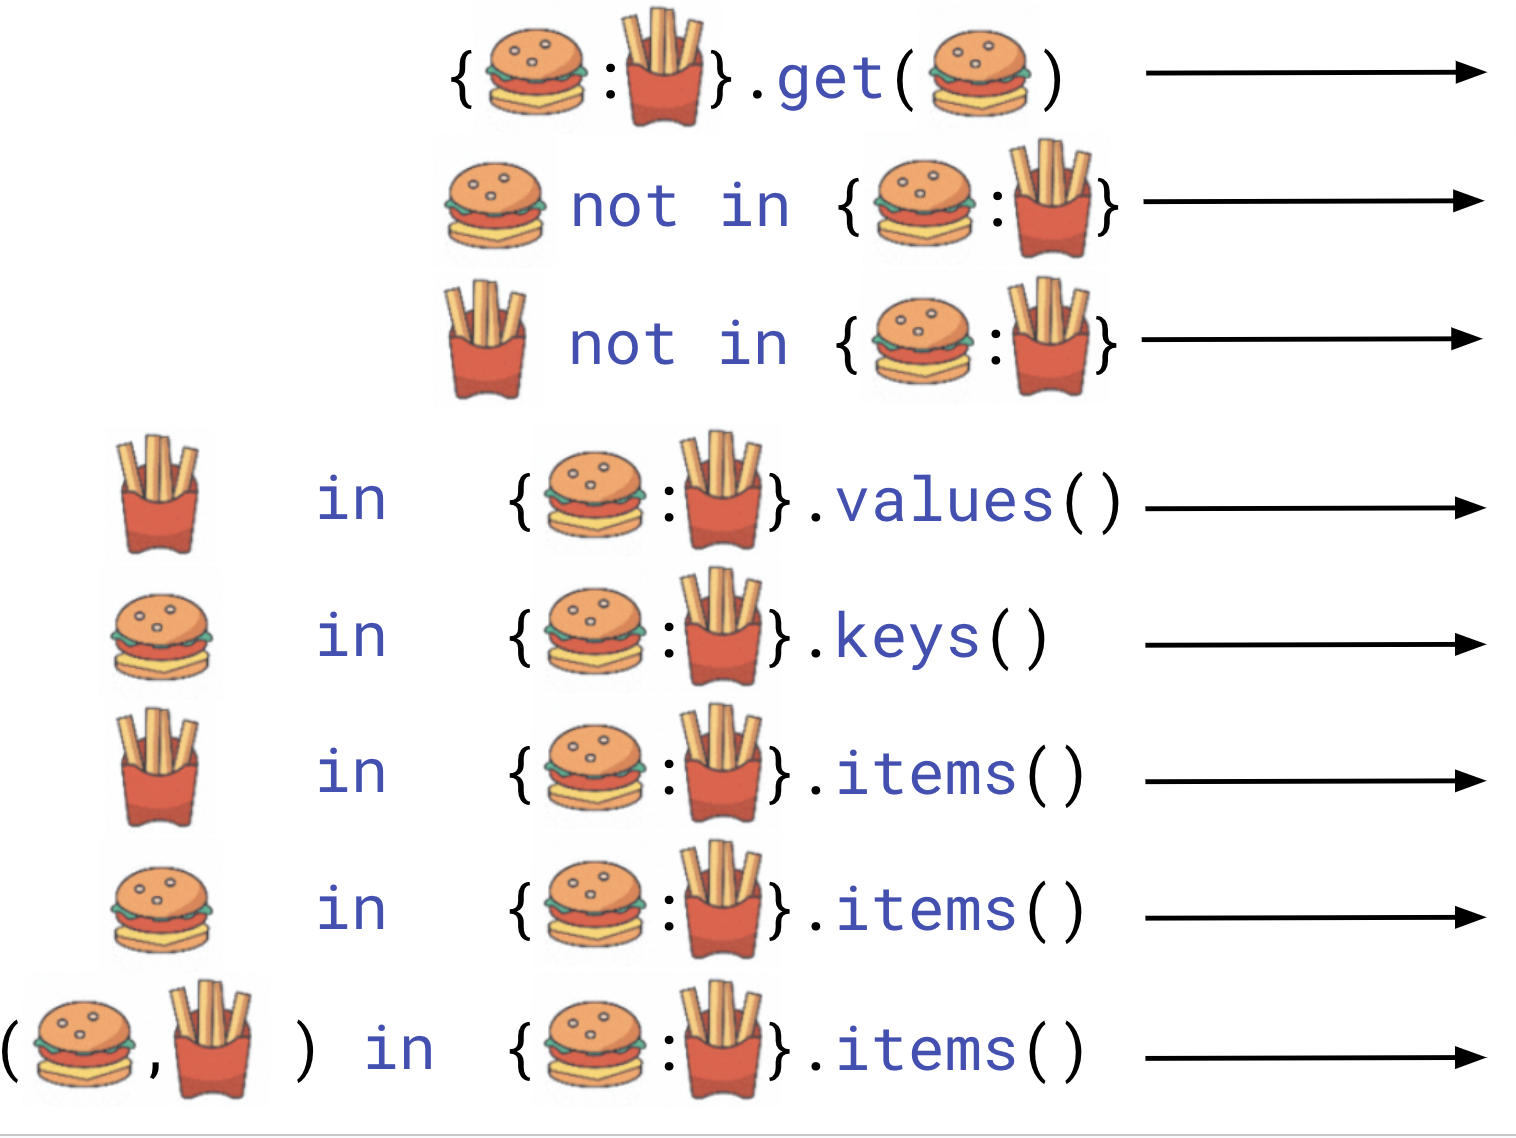 {🍔:🍟}.get(🍔)
🍔 not in {🍔:🍟}
🍟 not in {🍔:🍟}
🍟 in {🍔:🍟}.values()
🍔 in {🍔:🍟}.keys()
🍟 in {🍔:🍟}.items()
🍔 in {🍔:🍟}.items()
(🍔,🍟) in {🍔:🍟}.items()